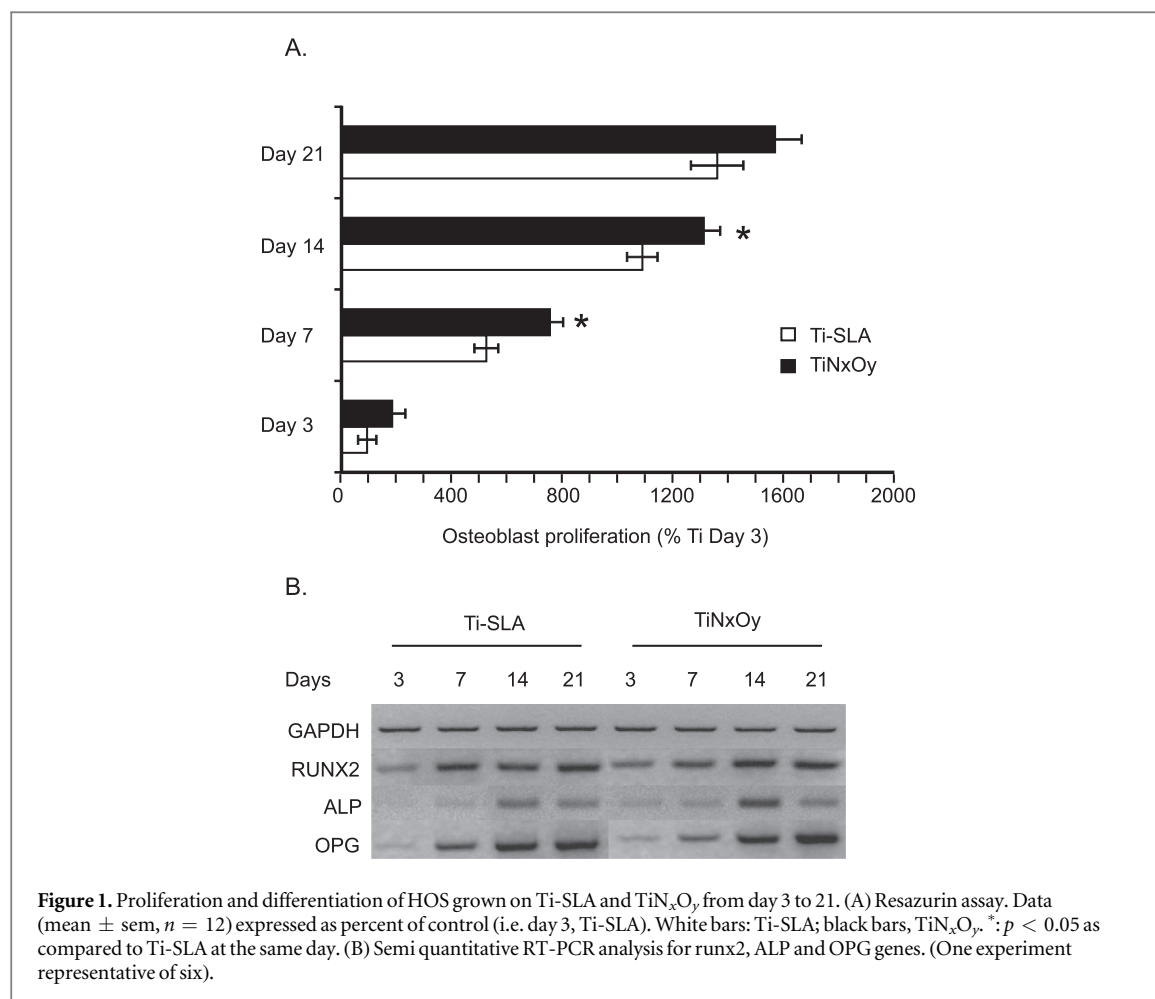 A.
Day 21
Day 14
*
Day 7
*
Day 3
Ti-SLA
TiNxOy
0 400 800 1200 1600 2000
Osteoblast proliferation (% Ti Day 3)
B.
Ti-SLA TiNxOy
Days 3 7 14 21 3 7 14 21
GAPDH
RUNX2
ALP
OPG
Figure 1. Proliferation and differentiation of HOS grown on Ti-SLA and TiNxOy from day 3 to 21. (A) Resazurin assay. Data
(mean ± sem, n = 12) expressed as percent of control (i.e. day 3, Ti-SLA). White bars: Ti-SLA; black bars, TiNxOy. *: p < 0.05 as
compared to Ti-SLA at the same day. (B) Semi quantitative RT-PCR analysis for runx2, ALP and OPG genes. (One experiment
representative of six).